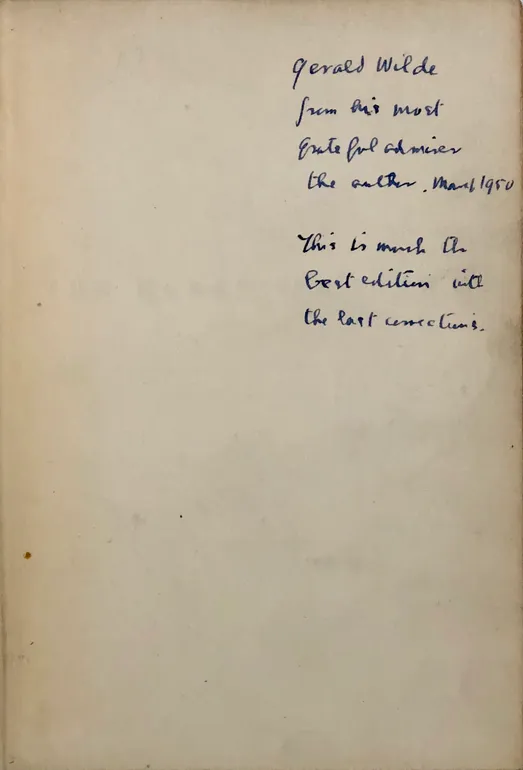 Gerald Wilde
from his most
grateful admirer
the author. March 1950
This is much the
best edition with
the last corrections.